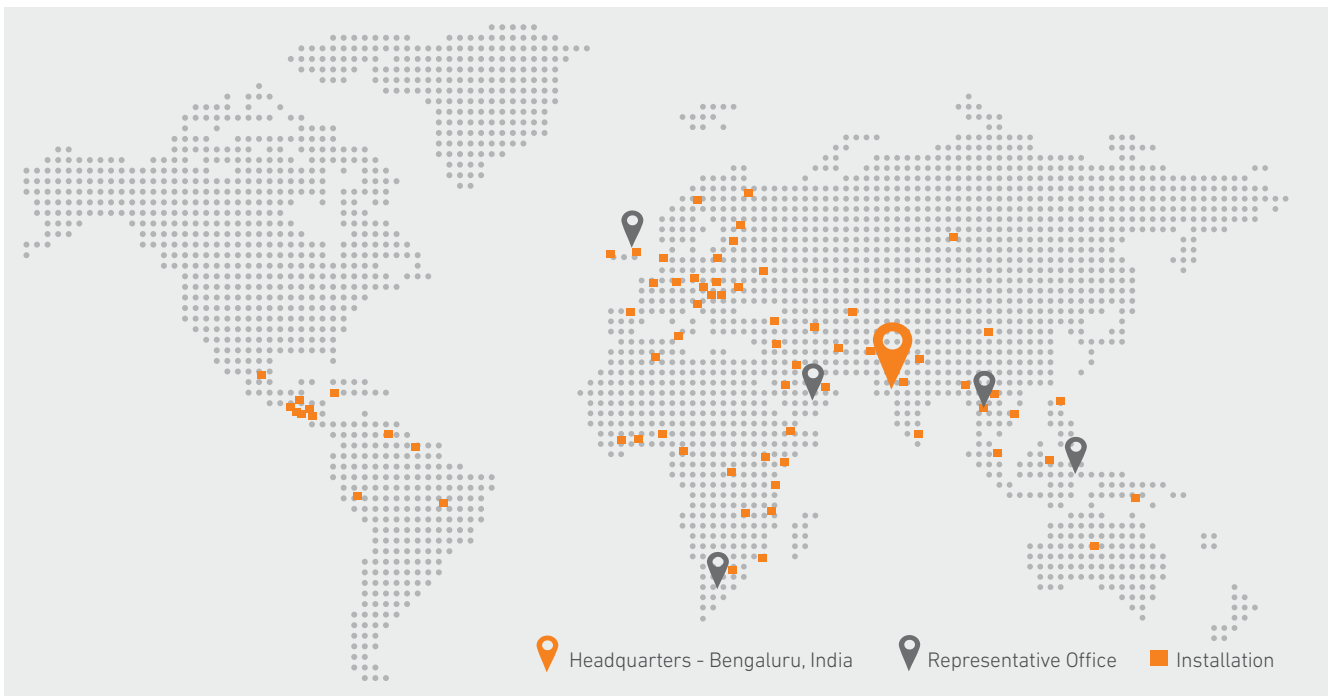 Headquarters - Bengaluru, India
Representative Office
Installation